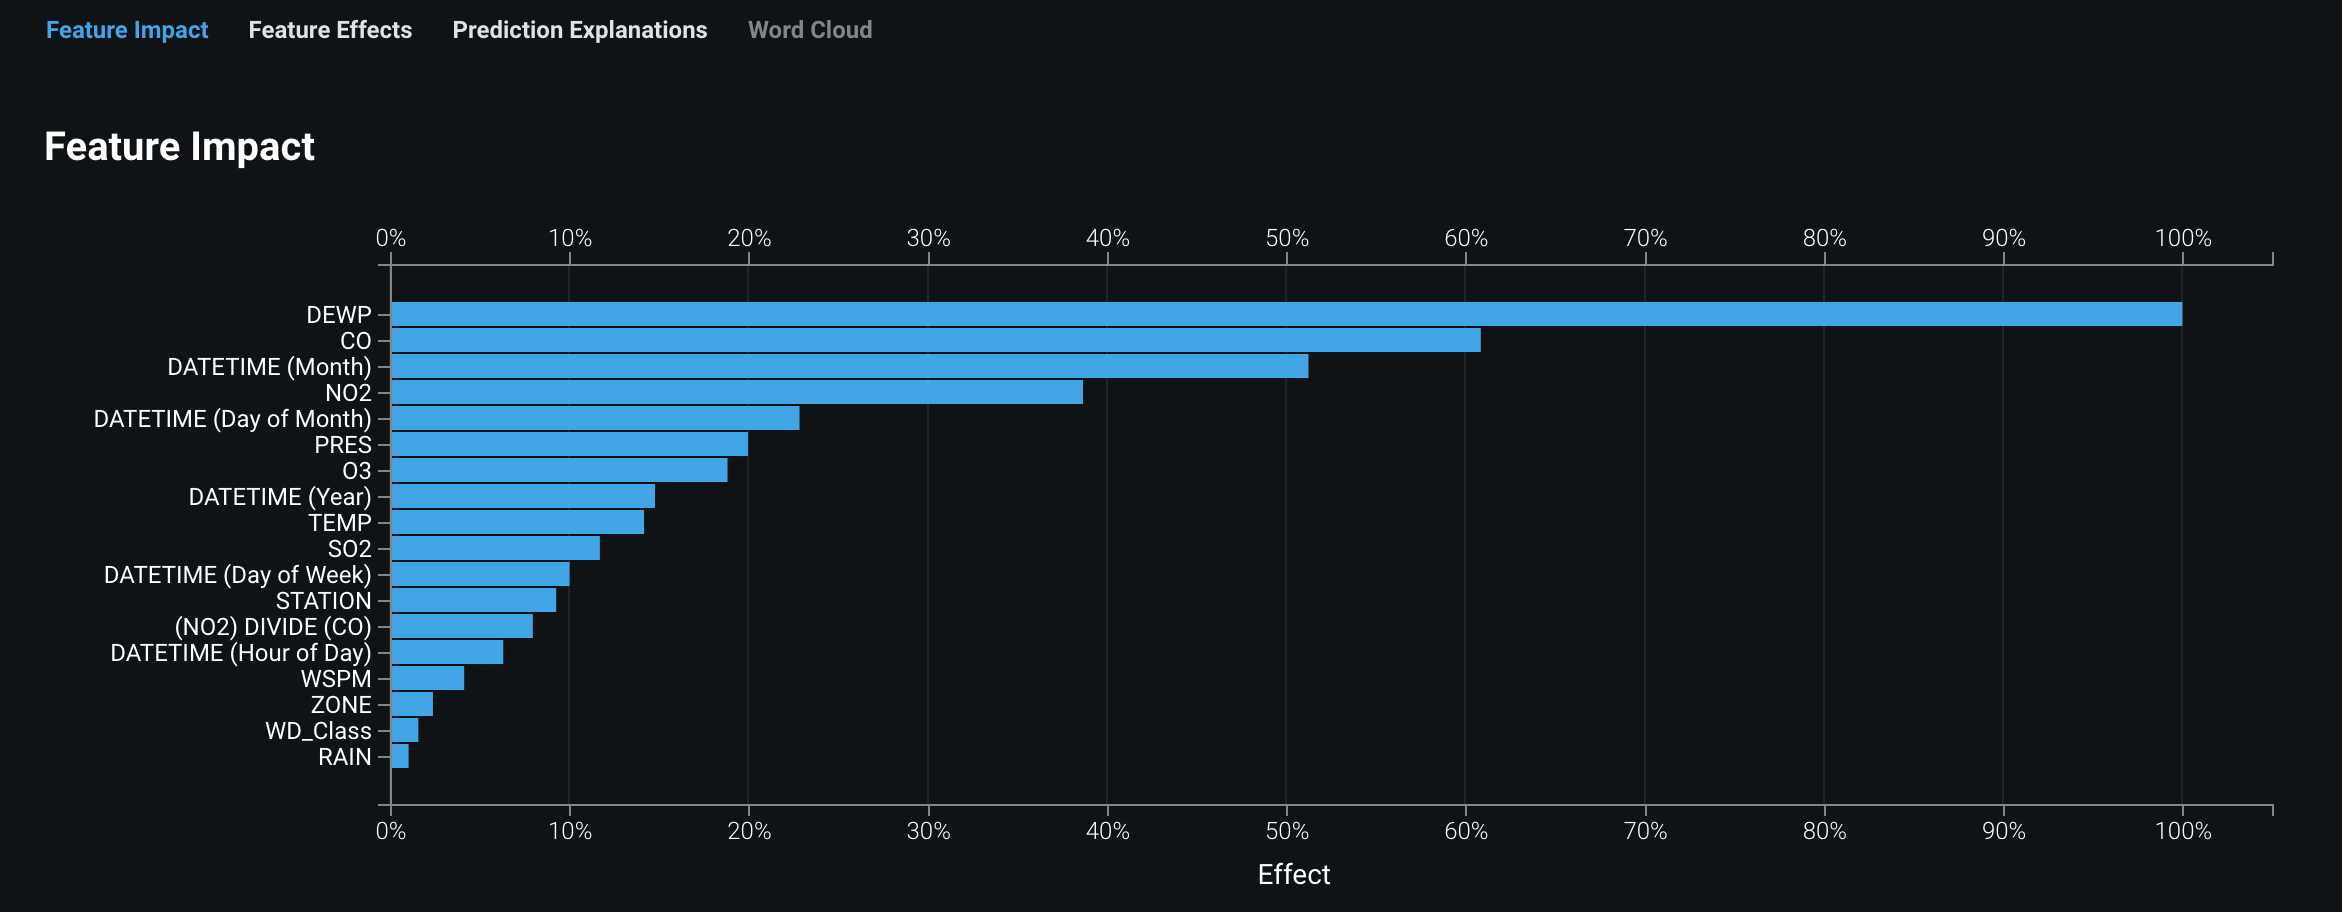 Feature Impact Feature Effects Prediction Explanations Word Cloud
Feature Impact
0% 10% 20% 30% 40% 50% 60% 70% 80% 90% 100%
DEWP
CO
DATETIME (Month)
NO2
DATETIME (Day of Month)
PRES
O3
DATETIME (Year)
TEMP
SO2
DATETIME (Day of Week)
STATION
(NO2) DIVIDE (CO)
DATETIME (Hour of Day)
WSPM
ZONE
WD_Class
RAIN
0% 10% 20% 30% 40% 50% 60% 70% 80% 90% 100%
Effect